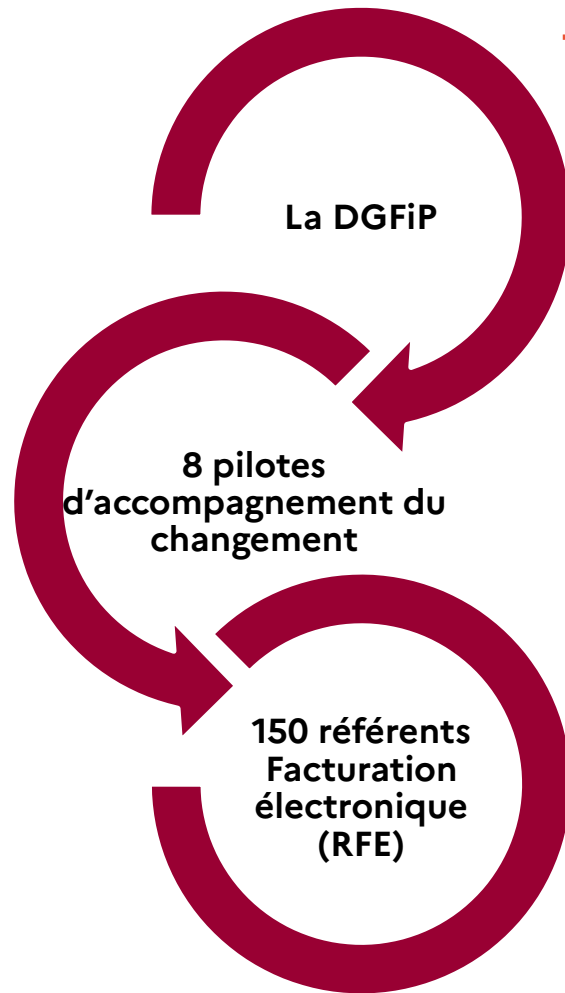 La DGFiP
8 pilotes
d’accompagnement du
changement
150 référents
Facturation
électronique
(RFE)